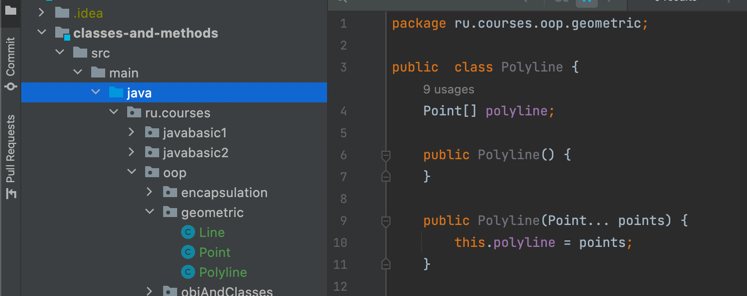 Commit
Pull Requests
.idea
classes-and-methods
src
main
java
ru.courses
javabasic1
javabasic2
oop
encapsulation
geometric
Line
Point
Polyline
objAndClasses
1 package ru.courses.oop.geometric;
2
3 public class Polyline {
9 usages
4 Point[] polyline;
5
6 public Polyline() {
7 }
8
9 public Polyline(Point... points) {
10 this.polyline = points;
11 }
12